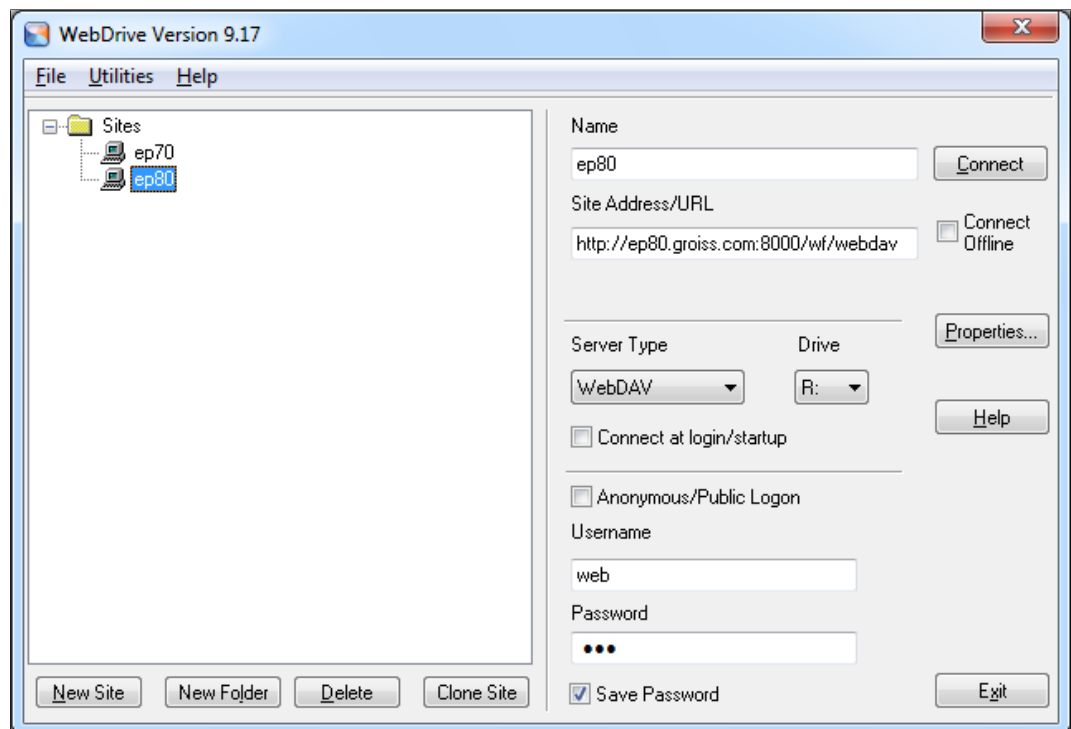 WebDrive Version 9.17
File Utilities Help
Sites
ep70
ep80
Name
ep80
Connect
Site Address/URL
http://ep80.groiss.com:8000/wf/webdav
Connect
Offline
Properties...
Server Type Drive
WebDAV R:
Help
Connect at login/startup
Anonymous/Public Logon
Username
web
Password
•••
Save Password
New Site New Folder Delete Clone Site
Exit